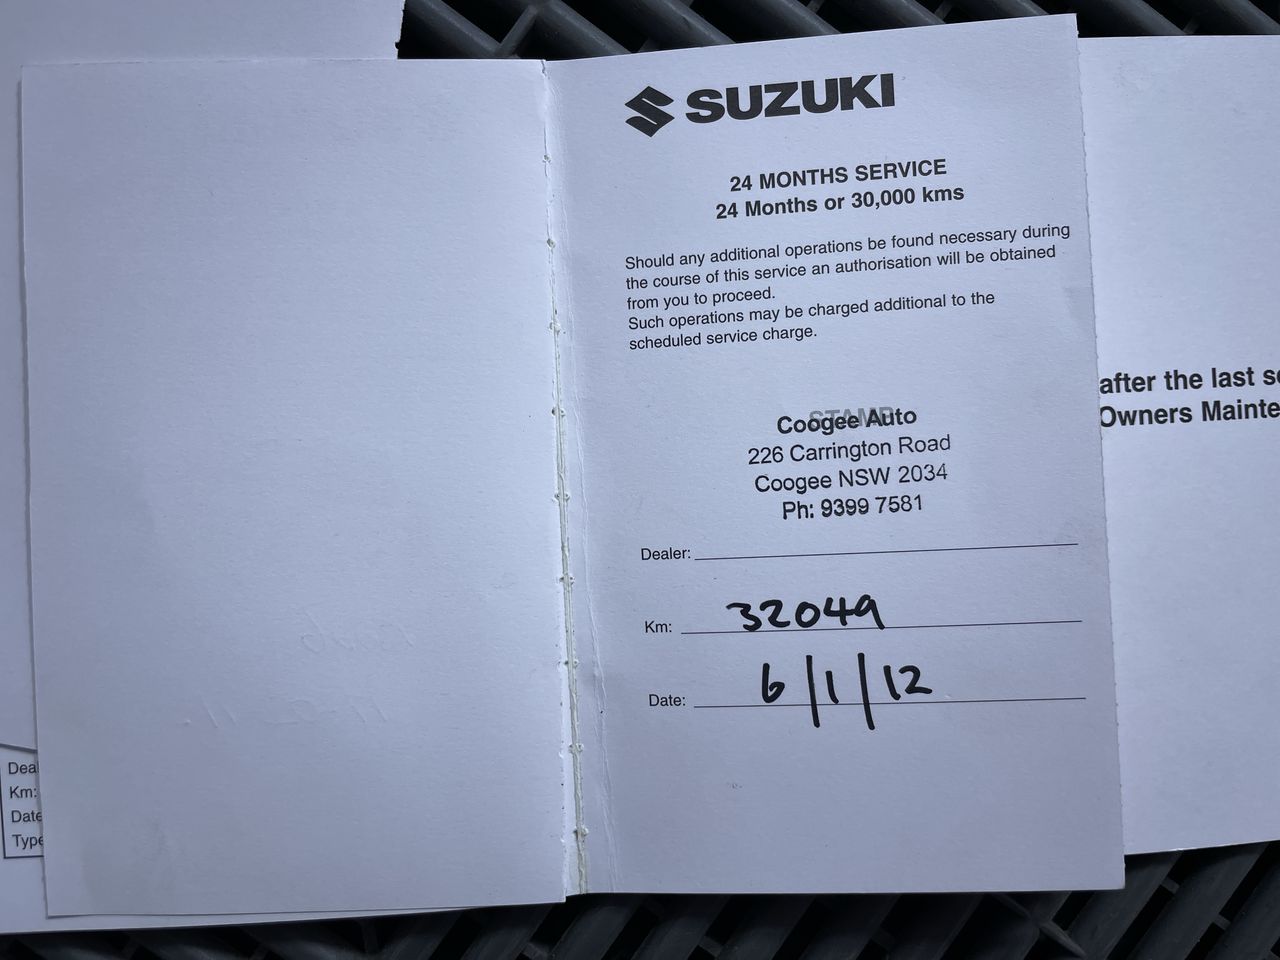 SUZUKI
24 MONTHS SERVICE
24 Months or 30,000 kms
Should any additional operations be found necessary during
the course of this service an authorisation will be obtained
from you to proceed.
Such operations may be charged additional to the
scheduled service charge.
STAMP
Coogee Auto
226 Carrington Road
Coogee NSW 2034
Ph: 9399 7581
Dealer:
Km: 32049
Date: 6/1/12
after the last
Owners
Km: